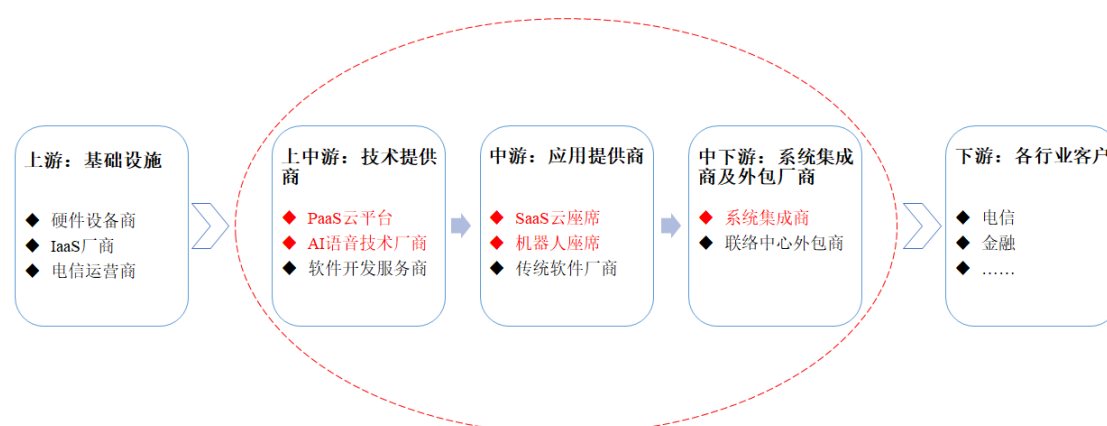 上游：基础设施
◆ 硬件设备商
◆ IaaS厂商
◆ 电信运营商
上中游：技术提供
商
◆ PaaS云平台
◆ AI语音技术厂商
◆ 软件开发服务商
中游：应用提供商
◆ SaaS云座席
◆ 机器人座席
◆ 传统软件厂商
中下游：系统集成
商及外包厂商
◆ 系统集成商
◆ 联络中心外包商
下游：各行业客户
◆ 电信
◆ 金融
◆ ……